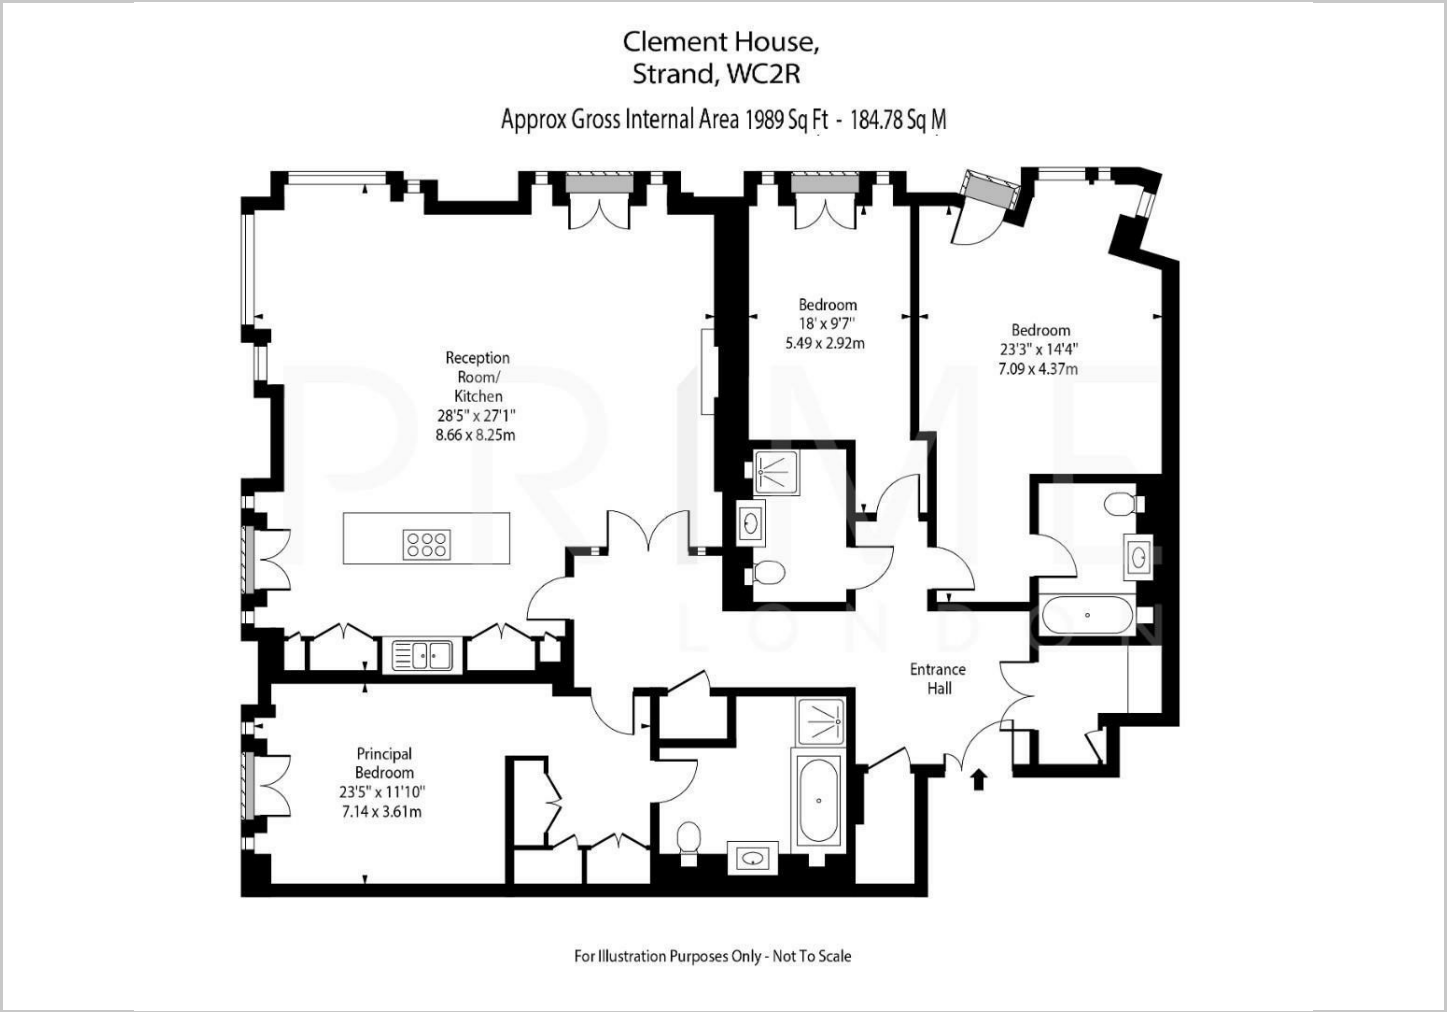 Clement House,
Strand, WC2R
Approx Gross Internal Area 1989 Sq Ft - 184.78 Sq M
Bedroom
18' x 9'7"
5.49 x 2.92m
Bedroom
23'3" x 14'4"
7.09 x 4.37m
Reception
Room/
Kitchen
28'5" x 27'1"
8.66 x 8.25m
PRIME
LONDON
Entrance
Hall
Principal
Bedroom
23'5" x 11'10"
7.14 x 3.61m
For Illustration Purposes Only - Not To Scale